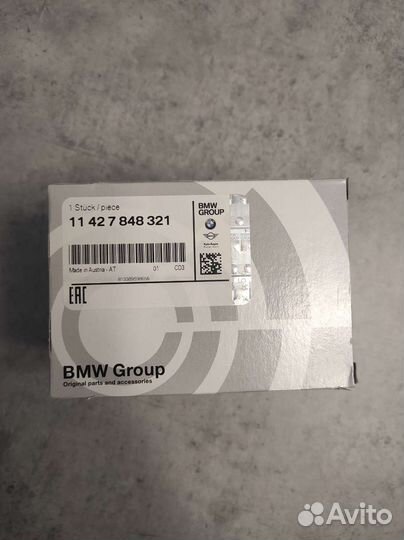 1 Stück / piece
11 42 7 848 321
BMW GROUP
Made in Austria - AT 01 C03
EAC
BMW Group
Original parts and accessories
Avito